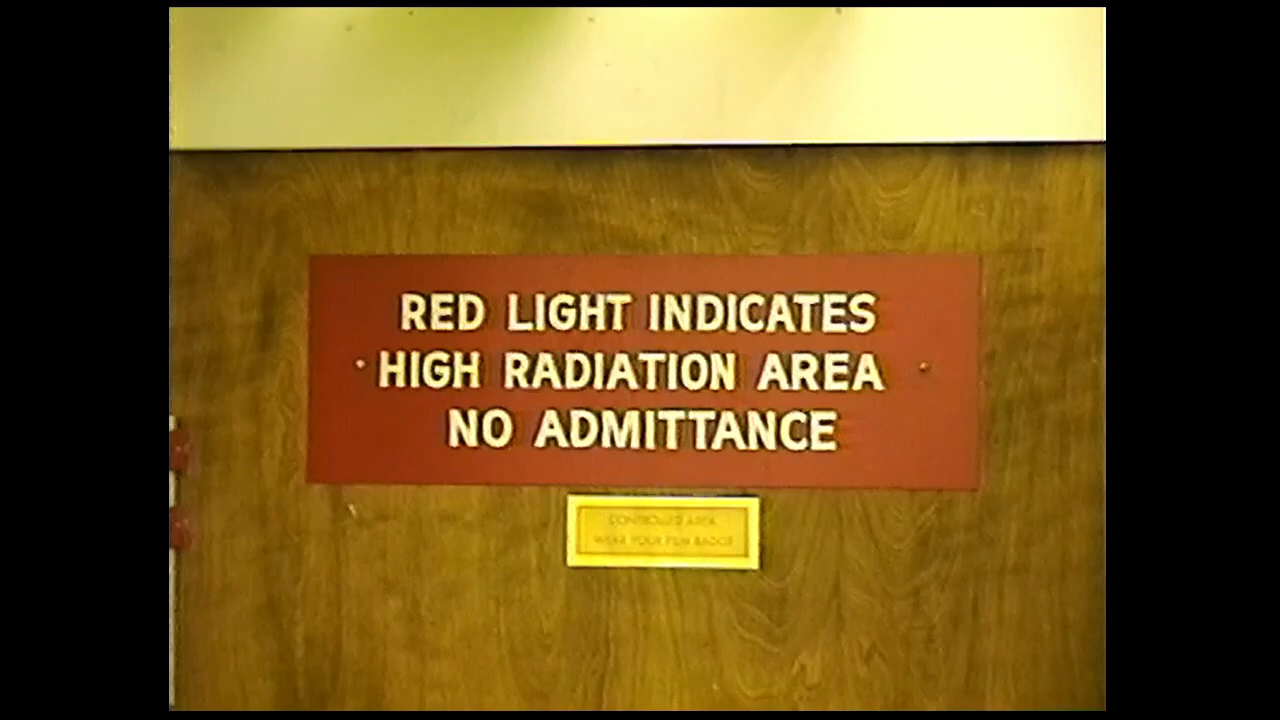 RED LIGHT INDICATES
HIGH RADIATION AREA
NO ADMITTANCE
CONTROLLED AREA
WEAR YOUR FILM BADGE